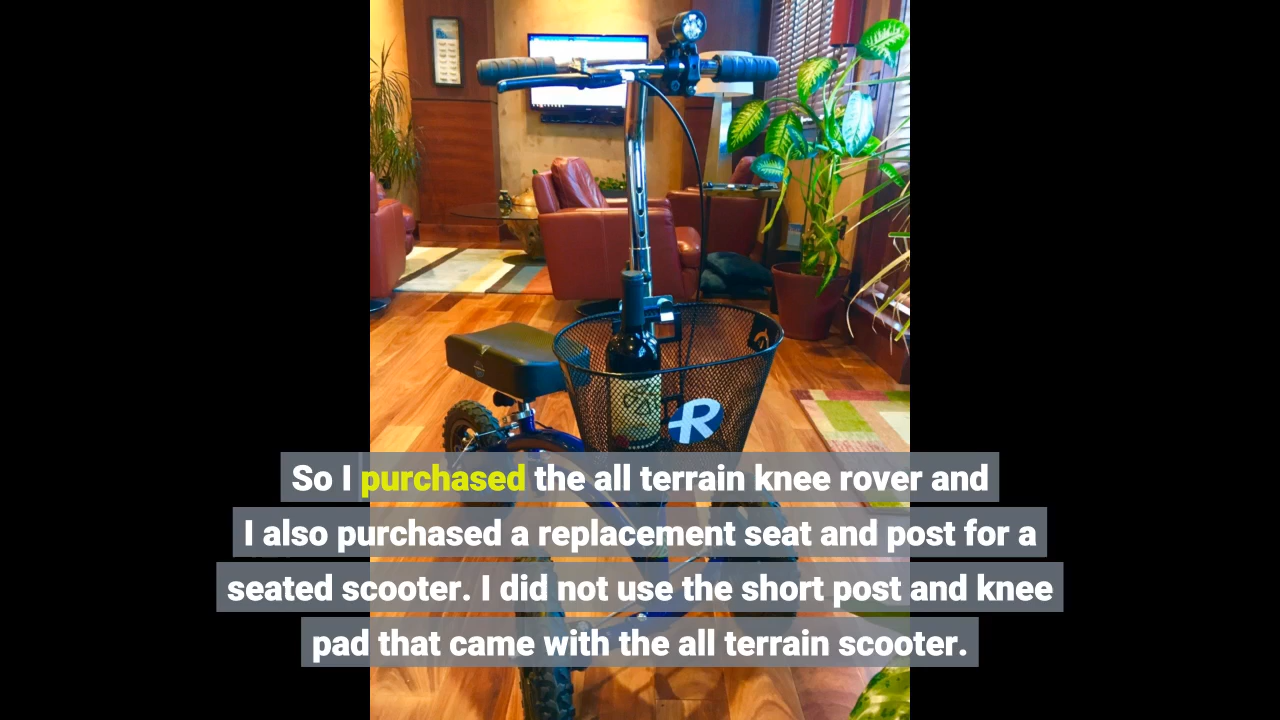 R
So I purchased the all terrain knee rover and
I also purchased a replacement seat and post for a
seated scooter. I did not use the short post and knee
pad that came with the all terrain scooter.